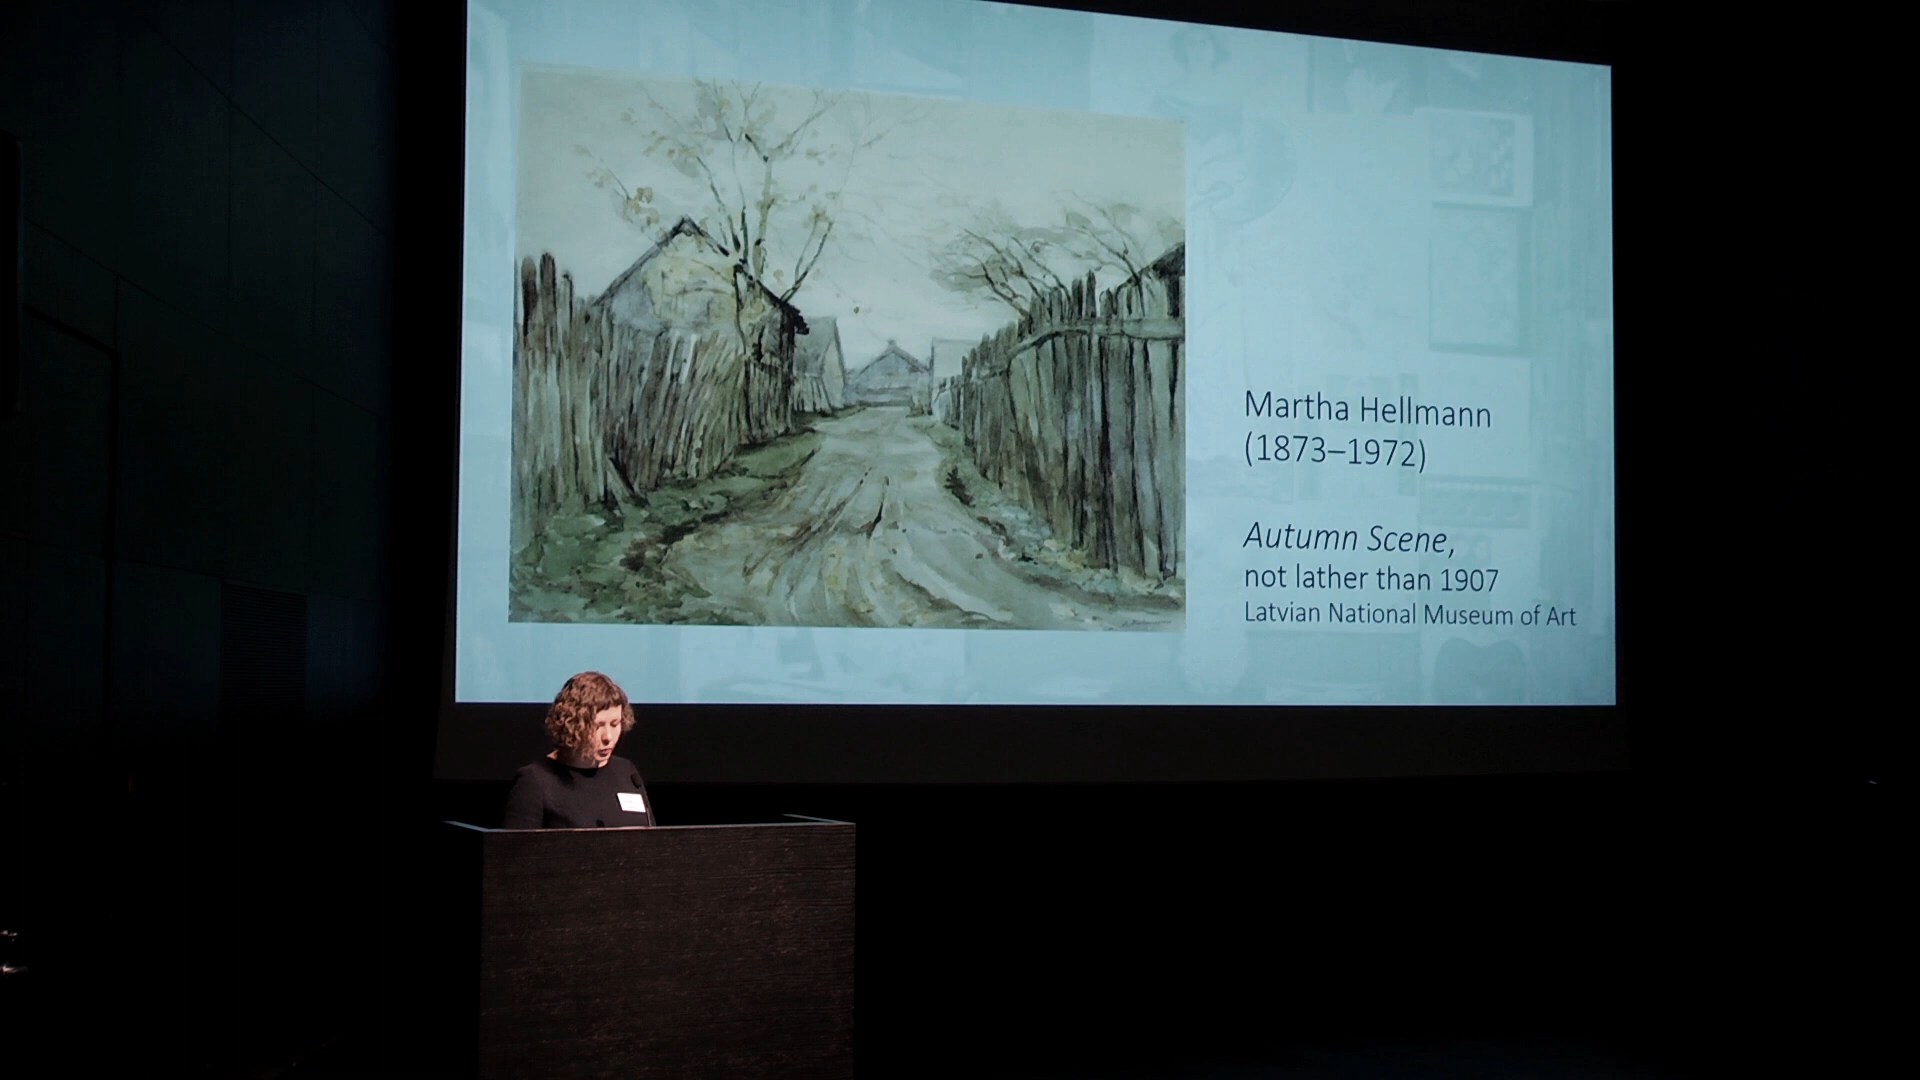 Martha Hellmann
(1873–1972)
Autumn Scene,
not lather than 1907
Latvian National Museum of Art